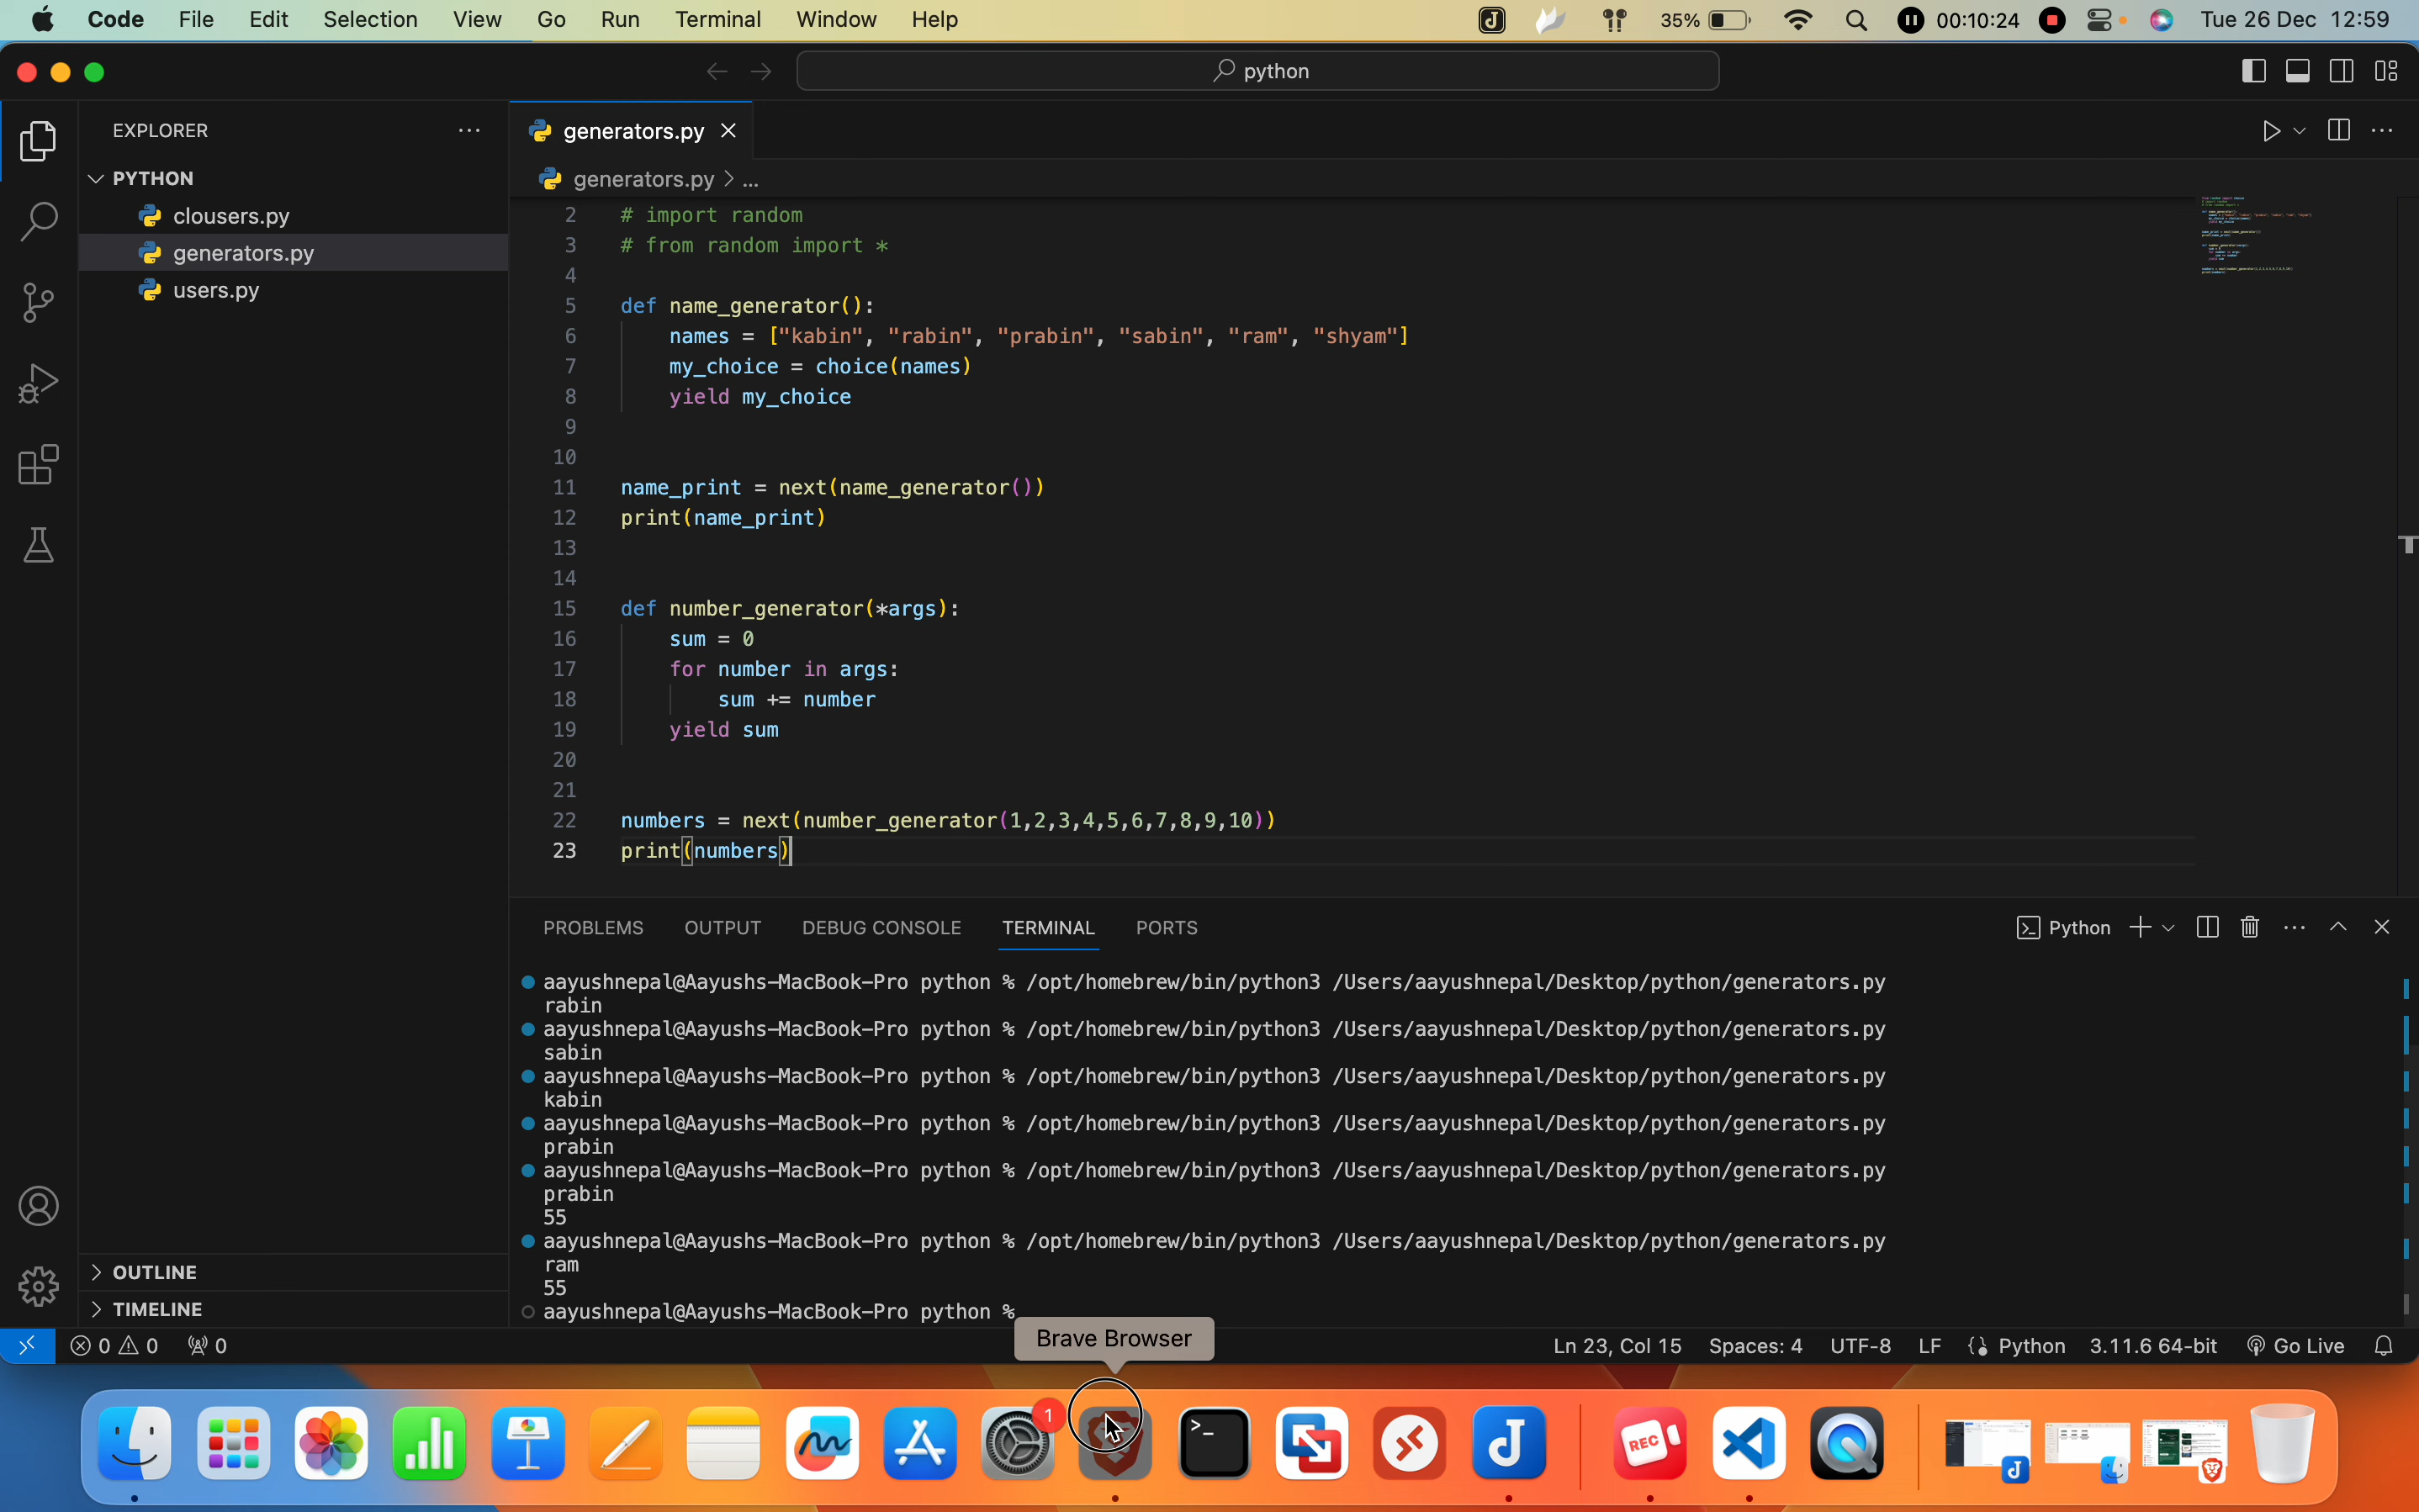 Code File Edit Selection View Go Run Terminal Window Help 35% 00:10:24 Tue 26 Dec 12:59
python
EXPLORER
PYTHON
clousers.py
generators.py
users.py
OUTLINE
TIMELINE
generators.py
generators.py > ...
2 # import random
3 # from random import *
4
5 def name_generator():
6 names = ["kabin", "rabin", "prabin", "sabin", "ram", "shyam"]
7 my_choice = choice(names)
8 yield my_choice
9
10
11 name_print = next(name_generator())
12 print(name_print)
13
14
15 def number_generator(*args):
16 sum = 0
17 for number in args:
18 sum += number
19 yield sum
20
21
22 numbers = next(number_generator(1,2,3,4,5,6,7,8,9,10))
23 print(numbers)
PROBLEMS OUTPUT DEBUG CONSOLE TERMINAL PORTS Python
aayushnepal@Aayushs-MacBook-Pro python % /opt/homebrew/bin/python3 /Users/aayushnepal/Desktop/python/generators.py
rabin
aayushnepal@Aayushs-MacBook-Pro python % /opt/homebrew/bin/python3 /Users/aayushnepal/Desktop/python/generators.py
sabin
aayushnepal@Aayushs-MacBook-Pro python % /opt/homebrew/bin/python3 /Users/aayushnepal/Desktop/python/generators.py
kabin
aayushnepal@Aayushs-MacBook-Pro python % /opt/homebrew/bin/python3 /Users/aayushnepal/Desktop/python/generators.py
prabin
aayushnepal@Aayushs-MacBook-Pro python % /opt/homebrew/bin/python3 /Users/aayushnepal/Desktop/python/generators.py
prabin
55
aayushnepal@Aayushs-MacBook-Pro python % /opt/homebrew/bin/python3 /Users/aayushnepal/Desktop/python/generators.py
ram
55
aayushnepal@Aayushs-MacBook-Pro python %
Brave Browser
0 0 0 Ln 23, Col 15 Spaces: 4 UTF-8 LF Python 3.11.6 64-bit Go Live
1
REC